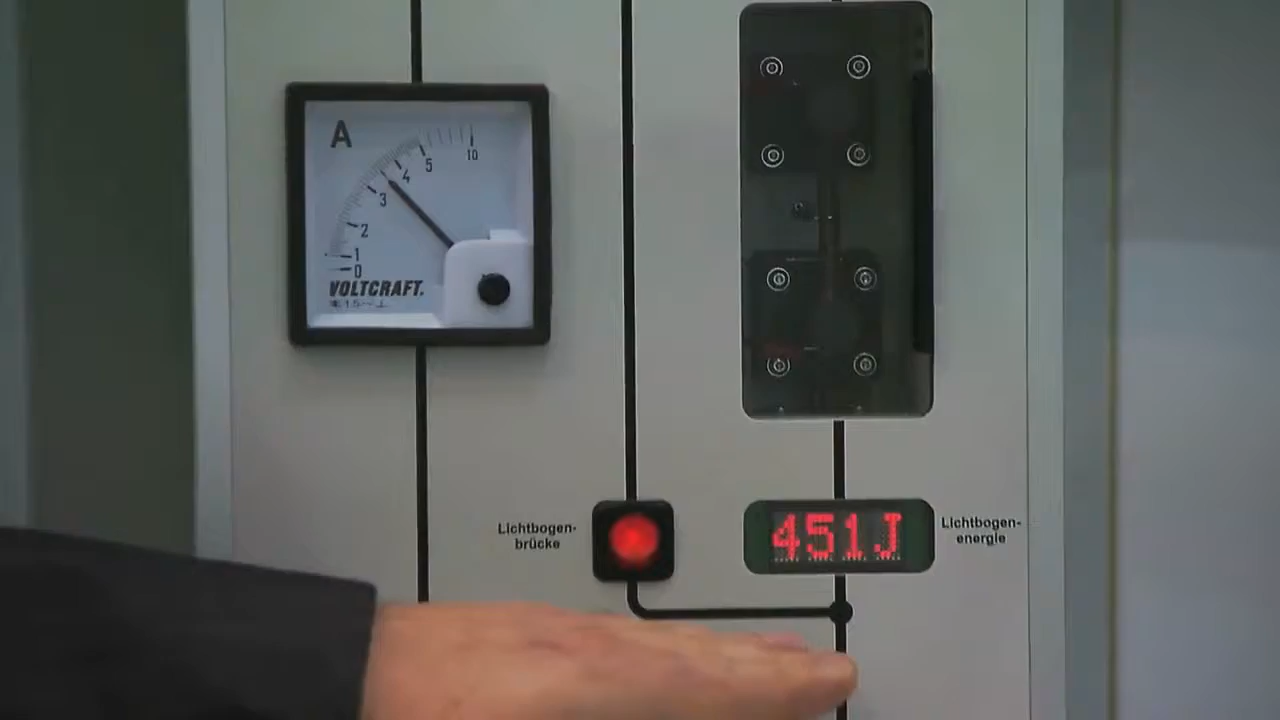 A
0
1
2
3
4
5
10
VOLTCRAFT.
Lichtbogen-
brücke
451J
Lichtbogen-
energie